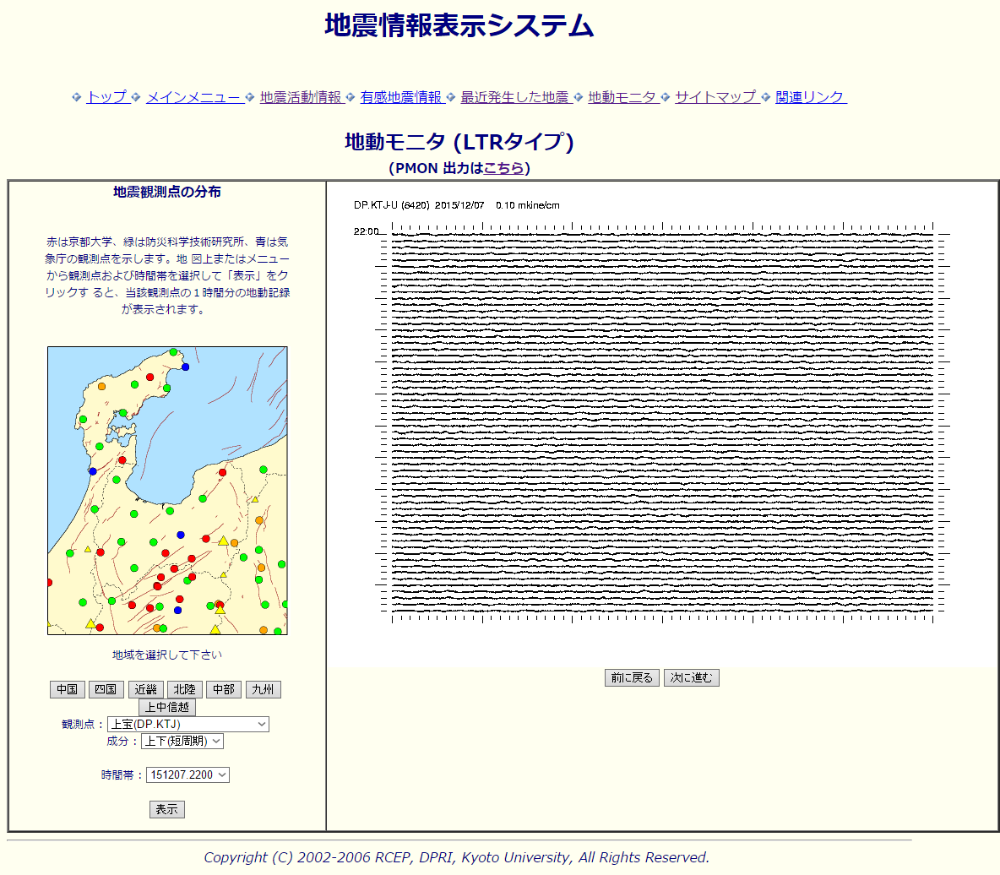 地震情報表示システム
トップ メインメニュー 地震活動情報 有感地震情報 最近発生した地震 地動モニタ サイトマップ 関連リンク
地動モニタ (LTRタイプ)
(PMON 出力はこちら)
地震観測点の分布
赤は京都大学、緑は防災科学技術研究所、青は気
象庁の観測点を示します。地 図上またはメニュー
から観測点および時間帯を選択して「表示」をク
リックす ると、当該観測点の１時間分の地動記録
が表示されます。
地域を選択して下さい
中国 四国 近畿 北陸 中部 九州
上中信越
観測点 : 上宝(DP.KTJ)
成分 : 上下(短周期)
時間帯 : 151207.2200
表示
DP.KTJ-U (8420) 2015/12/07 0.10 mkine/cm
22:00
前に戻る 次に進む
Copyright (C) 2002-2006 RCEP, DPRI, Kyoto University, All Rights Reserved.